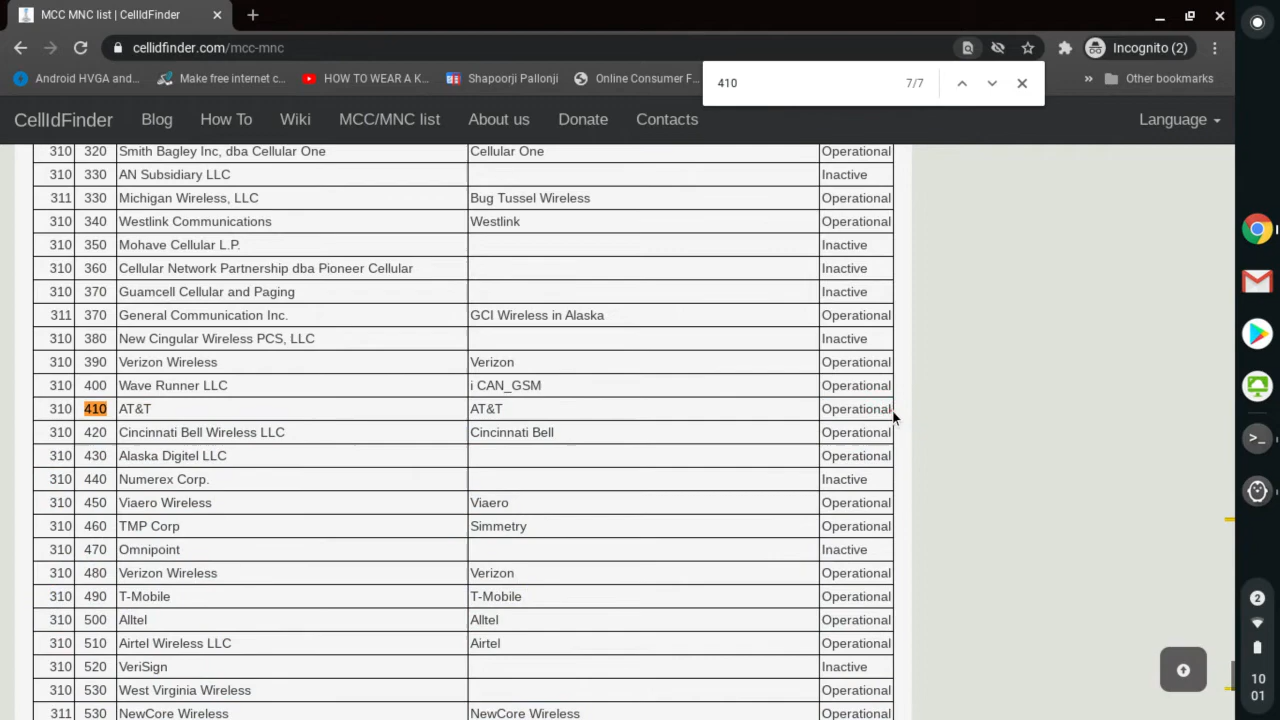 MCC MNC list | CellIdFinder
cellidfinder.com/mcc-mnc
Incognito (2)
Android HVGA and...
Make free internet c...
HOW TO WEAR A K...
Shapoorji Pallonji
Online Consumer F...
Other bookmarks
410 7/7
CellIdFinder Blog How To Wiki MCC/MNC list About us Donate Contacts Language
310 320 Smith Bagley Inc, dba Cellular One Cellular One Operational
310 330 AN Subsidiary LLC Inactive
311 330 Michigan Wireless, LLC Bug Tussel Wireless Operational
310 340 Westlink Communications Westlink Operational
310 350 Mohave Cellular L.P. Inactive
310 360 Cellular Network Partnership dba Pioneer Cellular Inactive
310 370 Guamcell Cellular and Paging Inactive
311 370 General Communication Inc. GCI Wireless in Alaska Operational
310 380 New Cingular Wireless PCS, LLC Inactive
310 390 Verizon Wireless Verizon Operational
310 400 Wave Runner LLC i CAN_GSM Operational
310 410 AT&T AT&T Operational
310 420 Cincinnati Bell Wireless LLC Cincinnati Bell Operational
310 430 Alaska Digitel LLC Operational
310 440 Numerex Corp. Inactive
310 450 Viaero Wireless Viaero Operational
310 460 TMP Corp Simmetry Operational
310 470 Omnipoint Inactive
310 480 Verizon Wireless Verizon Operational
310 490 T-Mobile T-Mobile Operational
310 500 Alltel Alltel Operational
310 510 Airtel Wireless LLC Airtel Operational
310 520 VeriSign Inactive
310 530 West Virginia Wireless Operational
311 530 NewCore Wireless NewCore Wireless Operational
2
10
01